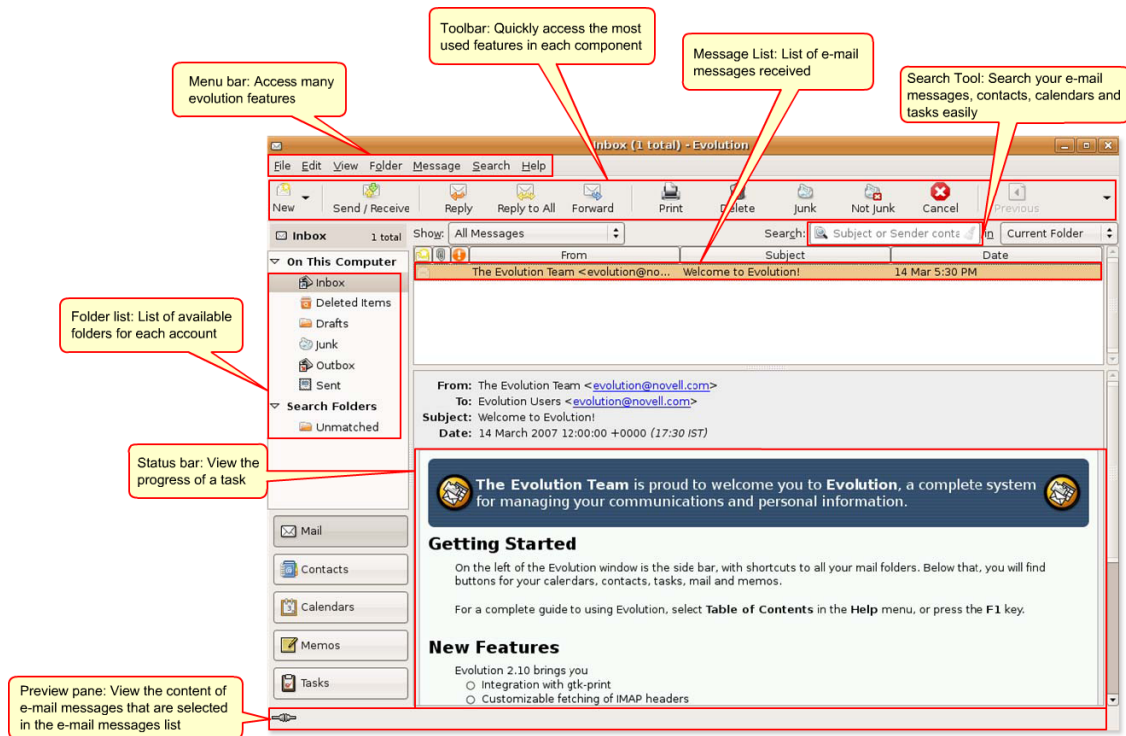 Toolbar: Quickly access the most
used features in each component
Message List: List of e-mail
messages received
Menu bar: Access many
evolution features
Search Tool: Search your e-mail
messages, contacts, calendars and
tasks easily
Inbox (1 total) - Evolution
File Edit View Folder Message Search Help
New Send / Receive Reply Reply to All Forward Print Delete Junk Not Junk Cancel Previous
Inbox 1 total Show: All Messages Search: Subject or Sender conta in Current Folder
From Subject Date
The Evolution Team <evolution@no... Welcome to Evolution! 14 Mar 5:30 PM
On This Computer
Inbox
Deleted Items
Drafts
Junk
Outbox
Sent
Search Folders
Unmatched
Folder list: List of available
folders for each account
From: The Evolution Team <evolution@novell.com>
To: Evolution Users <evolution@novell.com>
Subject: Welcome to Evolution!
Date: 14 March 2007 12:00:00 +0000 (17:30 IST)
Status bar: View the
progress of a task
The Evolution Team is proud to welcome you to Evolution, a complete system
for managing your communications and personal information.
Getting Started
On the left of the Evolution window is the side bar, with shortcuts to all your mail folders. Below that, you will find
buttons for your calendars, contacts, tasks, mail and memos.
For a complete guide to using Evolution, select Table of Contents in the Help menu, or press the F1 key.
New Features
Evolution 2.10 brings you
Integration with gtk-print
Customizable fetching of IMAP headers
Mail
Contacts
Calendars
Memos
Tasks
Preview pane: View the content of
e-mail messages that are selected
in the e-mail messages list